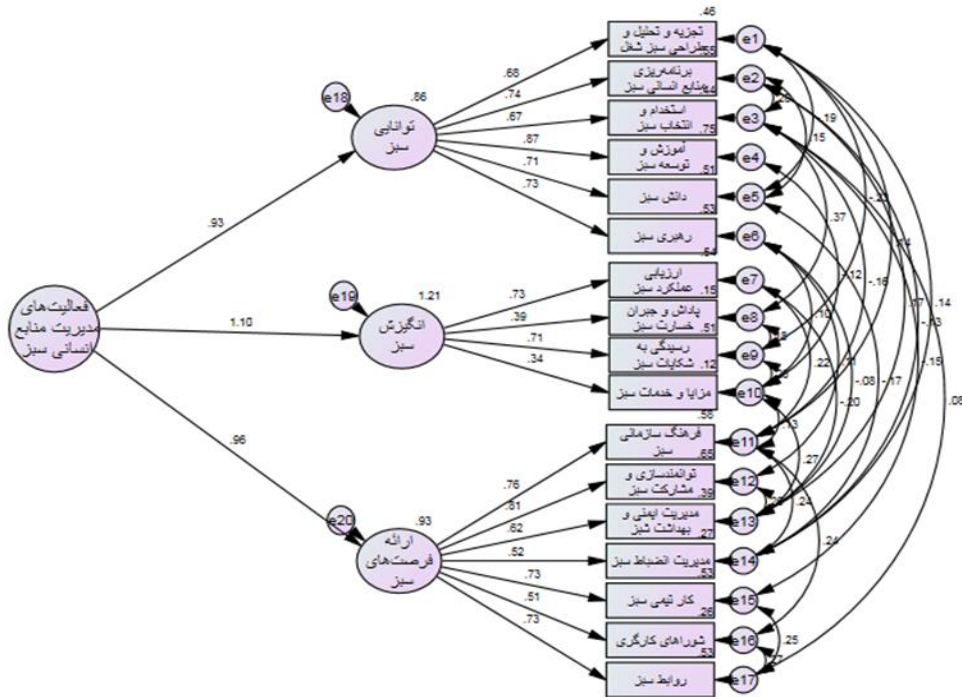 .46
تجزیه و تحلیل و
طراحی سبز شغل
.55
e1
برنامه‌ریزی
منابع انسانی سبز
.44
e2
استخدام و
انتخاب سبز
.75
e3
آموزش و
توسعه سبز
.51
e4
دانش سبز
.53
e5
رهبری سبز
.54
e6
ارزیابی
عملکرد سبز
.15
e7
پاداش و جبران
خسارت سبز
.51
e8
رسیدگی به
شکایات سبز
.12
e9
مزایا و خدمات سبز
e10
.58
فرهنگ سازمانی
سبز
.65
e11
توانمندسازی و
مشارکت سبز
.39
e12
مدیریت ایمنی و
بهداشت سبز
.27
e13
مدیریت انضباط سبز
.53
e14
کار تیمی سبز
.26
e15
شوراهای کارگری
.53
e16
روابط سبز
e17
e18
.86
توانایی
سبز
.68
.74
.67
.87
.71
.73
e19
1.21
انگیزش
سبز
.73
.39
.71
.34
e20
.93
ارائه
فرصت‌های
سبز
.76
.81
.62
.52
.73
.51
.73
فعالیت‌های
مدیریت منابع
انسانی سبز
.93
1.10
.96
.19
.15
.37
.12
-.16
.17
.14
-.13
-.15
.08
.10
.22
-.08
-.17
-.20
.13
.27
.24
.24
.25